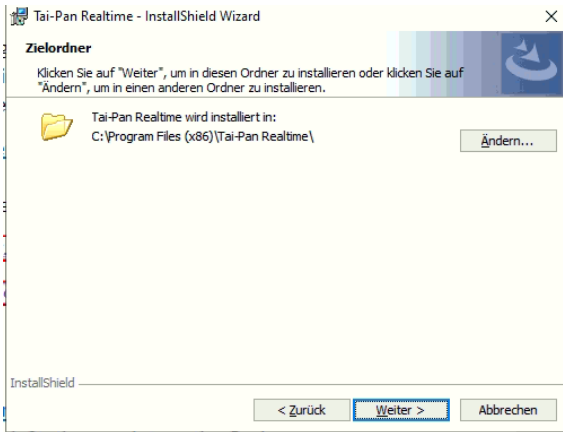 Tai-Pan Realtime - InstallShield Wizard
Zielordner
Klicken Sie auf "Weiter", um in diesen Ordner zu installieren oder klicken Sie auf
"Ändern", um in einen anderen Ordner zu installieren.
Tai-Pan Realtime wird installiert in:
C:\Program Files (x86)\Tai-Pan Realtime\
Ändern...
InstallShield
< Zurück
Weiter >
Abbrechen